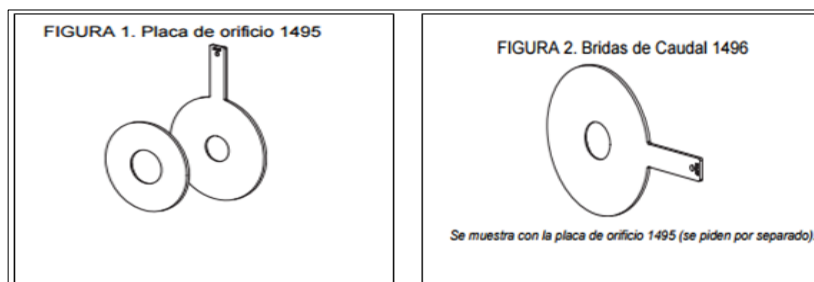 FIGURA 1. Placa de orificio 1495
FIGURA 2. Bridas de Caudal 1496
Se muestra con la placa de orificio 1495 (se piden por separado).